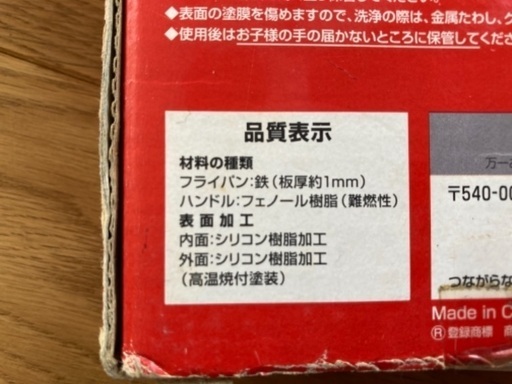 ◆表面の塗膜を傷めますので、洗浄の際は、金属たわし、
◆使用後はお子様の手の届かないところに保管してくださ
品質表示
材料の種類
フライパン:鉄(板厚約1mm)
ハンドル:フェノール樹脂(難燃性)
表面加工
内面:シリコン樹脂加工
外面:シリコン樹脂加工
(高温焼付塗装)
万一
〒540-00
つながらな
Made in C
®登録商標